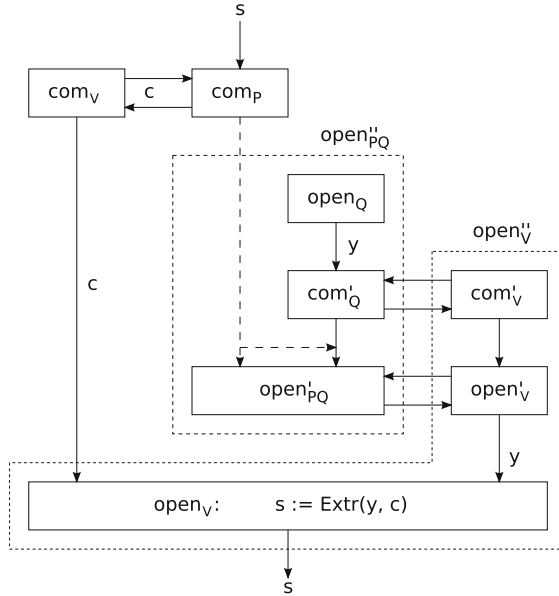 s
com_V c com_P
open''_PQ
open_Q
open''_V
y
c
com'_Q com'_V
open'_PQ open'_V
y
open_V: s := Extr(y, c)
s